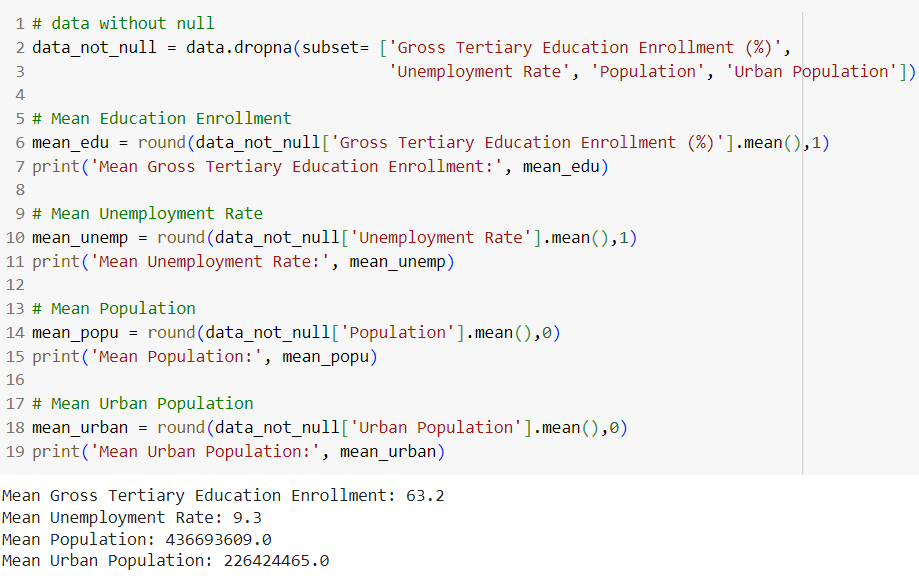 1 # data without null
2 data_not_null = data.dropna(subset= ['Gross Tertiary Education Enrollment (%)',
3                                      'Unemployment Rate', 'Population', 'Urban Population'])
4
5 # Mean Education Enrollment
6 mean_edu = round(data_not_null['Gross Tertiary Education Enrollment (%)'].mean(),1)
7 print('Mean Gross Tertiary Education Enrollment:', mean_edu)
8
9 # Mean Unemployment Rate
10 mean_unemp = round(data_not_null['Unemployment Rate'].mean(),1)
11 print('Mean Unemployment Rate:', mean_unemp)
12
13 # Mean Population
14 mean_popu = round(data_not_null['Population'].mean(),0)
15 print('Mean Population:', mean_popu)
16
17 # Mean Urban Population
18 mean_urban = round(data_not_null['Urban Population'].mean(),0)
19 print('Mean Urban Population:', mean_urban)
Mean Gross Tertiary Education Enrollment: 63.2
Mean Unemployment Rate: 9.3
Mean Population: 436693609.0
Mean Urban Population: 226424465.0